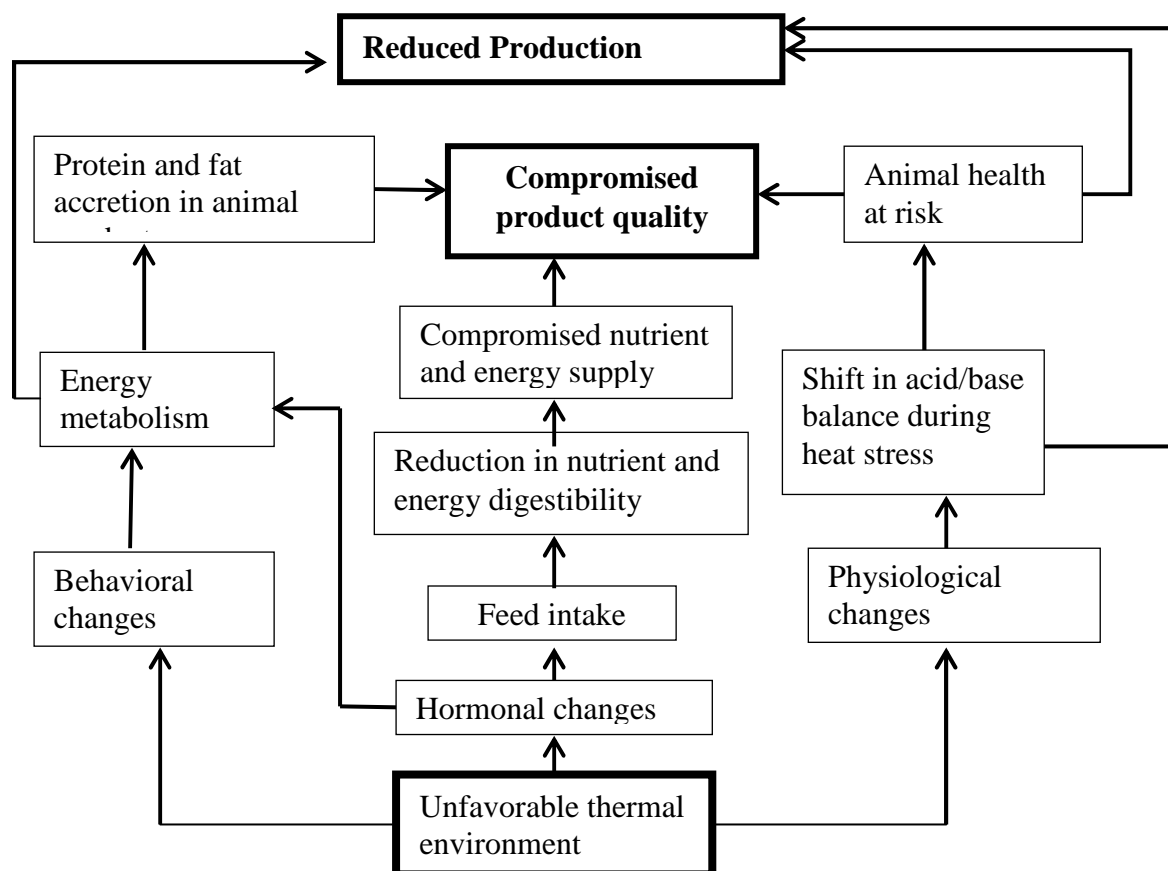 Reduced Production
Protein and fat
accretion in animal
Compromised
product quality
Animal health
at risk
Compromised nutrient
and energy supply
Energy
metabolism
Shift in acid/base
balance during
heat stress
Reduction in nutrient and
energy digestibility
Behavioral
changes
Feed intake
Physiological
changes
Hormonal changes
Unfavorable thermal
environment